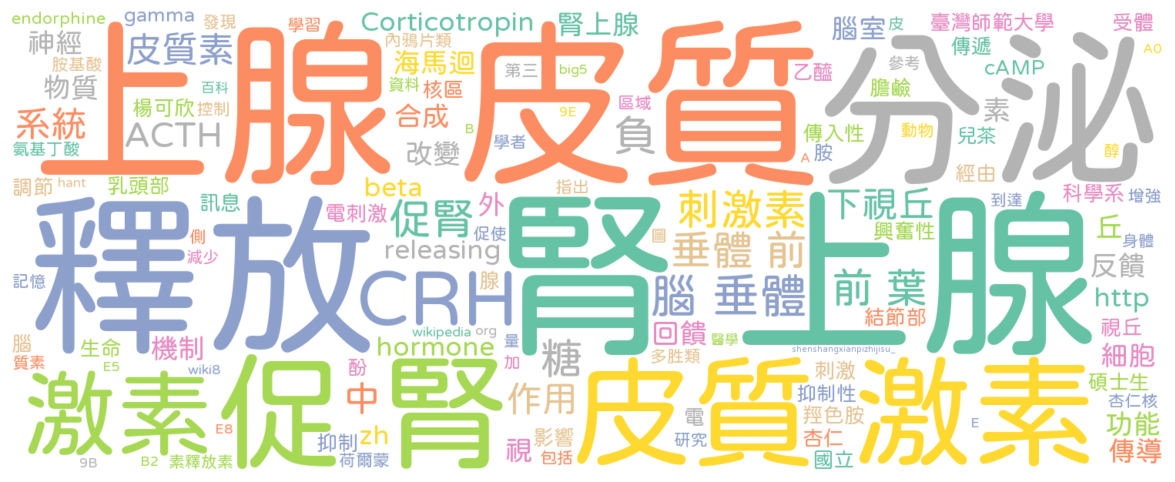 endorphine gamma 發現 學習 Corticotropin 腎上腺 腦室 皮 臺灣師範大學 受體
神經 皮質素 內鴉片類 海馬迴 第三 big5 乙醯 參考 傳遞 cAMP A0
胺基酸 物質 百科 資料 核區 區域 膽鹼
上腺皮質 分泌
楊可欣 控制 合成 9E 素
系統 ACTH B 學者 負 傳入性 動物 兒茶
氨基丁酸 改變 A 胺 醇
調節 hant 乳頭部 beta 指出 經由 科學系 增強
訊息 電刺激 促腎 外 刺激素 下視丘 到達
側 促使 圖 興奮性 丘 身體
釋放 腎 上腺
減少 releasing 垂體 前 反饋
記憶 CRH 腺 腦 垂體 前 葉 http
wikipedia org 量 回饋 結節部 視丘
腦 生命 機制 hormone 糖 醫學 shenshangxianpizhijisu_
質素 E5 wiki8 酚 加 多胜類 細胞
激素 促腎 皮質 激素
中 作用 刺激 抑制性 碩士生
電 羥色胺 杏仁核
E8 抑制 zh 視 影響 研究 杏仁 E 功能
9B B2 素釋放素 荷爾蒙 包括 國立 傳導